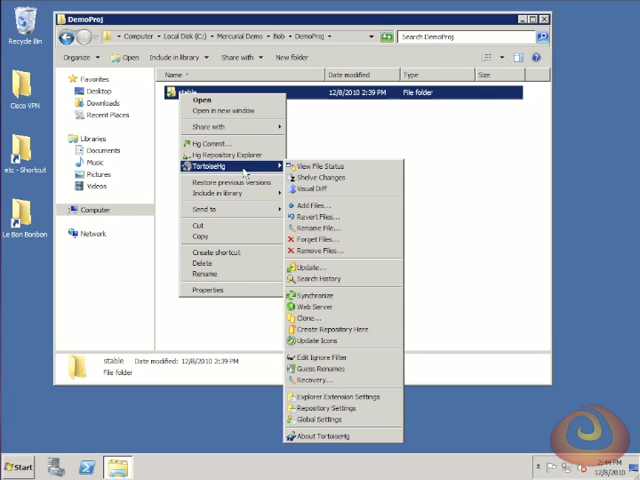 Recycle Bin
Cisco VPN
etc - Shortcut
Le Bon Bonbon
DemoProj
Computer ▸ Local Disk (C:) ▸ Mercurial Demo ▸ Bob ▸ DemoProj ▸
Search DemoProj
Organize
Open
Include in library
Share with
New folder
Favorites
Desktop
Downloads
Recent Places
Libraries
Documents
Music
Pictures
Videos
Computer
Network
Name
Date modified
Type
Size
stable
12/8/2010 2:39 PM
File folder
Open
Open in new window
Share with
Hg Commit...
Hg Repository Explorer
TortoiseHg
Restore previous versions
Include in library
Send to
Cut
Copy
Create shortcut
Delete
Rename
Properties
View File Status
Shelve Changes
Visual Diff
Add Files...
Revert Files...
Rename File...
Forget Files...
Remove Files...
Update...
Search History
Synchronize
Web Server
Clone...
Create Repository Here
Update Icons
Edit Ignore Filter
Guess Renames
Recovery...
Explorer Extension Settings
Repository Settings
Global Settings
About TortoiseHg
stable
Date modified: 12/8/2010 2:39 PM
File folder
Start
2:44 PM
12/8/2010